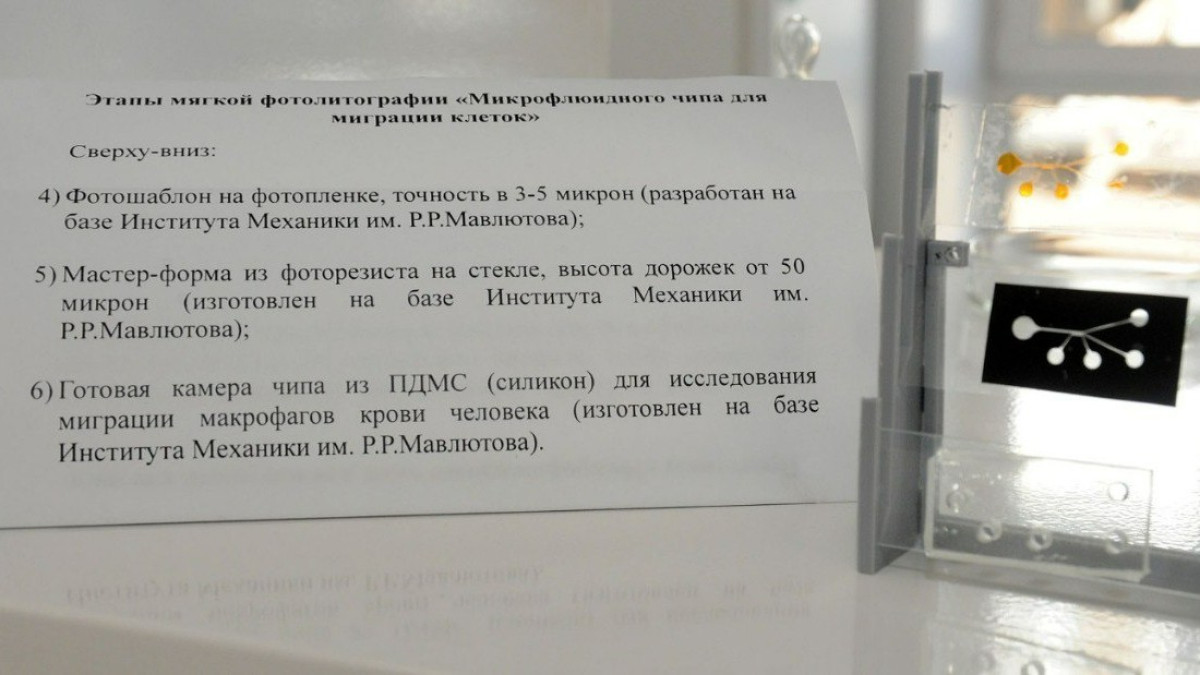 Этапы мягкой фотолитографии «Микрофлюидного чипа для
миграции клеток»
Сверху-вниз:
4) Фотошаблон на фотопленке, точность в 3-5 микрон (разработан на
базе Института Механики им. Р.Р.Мавлютова);
5) Мастер-форма из фоторезиста на стекле, высота дорожек от 50
микрон (изготовлен на базе Института Механики им.
Р.Р.Мавлютова);
6) Готовая камера чипа из ПДМС (силикон) для исследования
миграции макрофагов крови человека (изготовлен на базе
Института Механики им. Р.Р.Мавлютова).